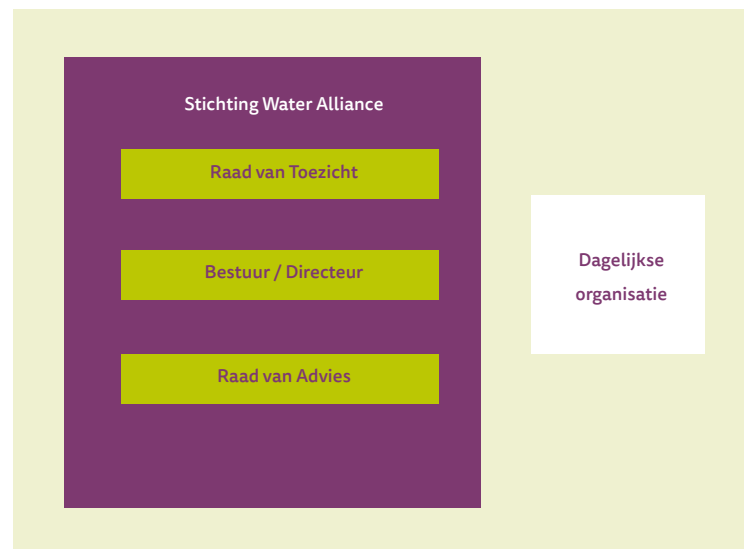 Stichting Water Alliance
Raad van Toezicht
Bestuur / Directeur
Raad van Advies
Dagelijkse
organisatie